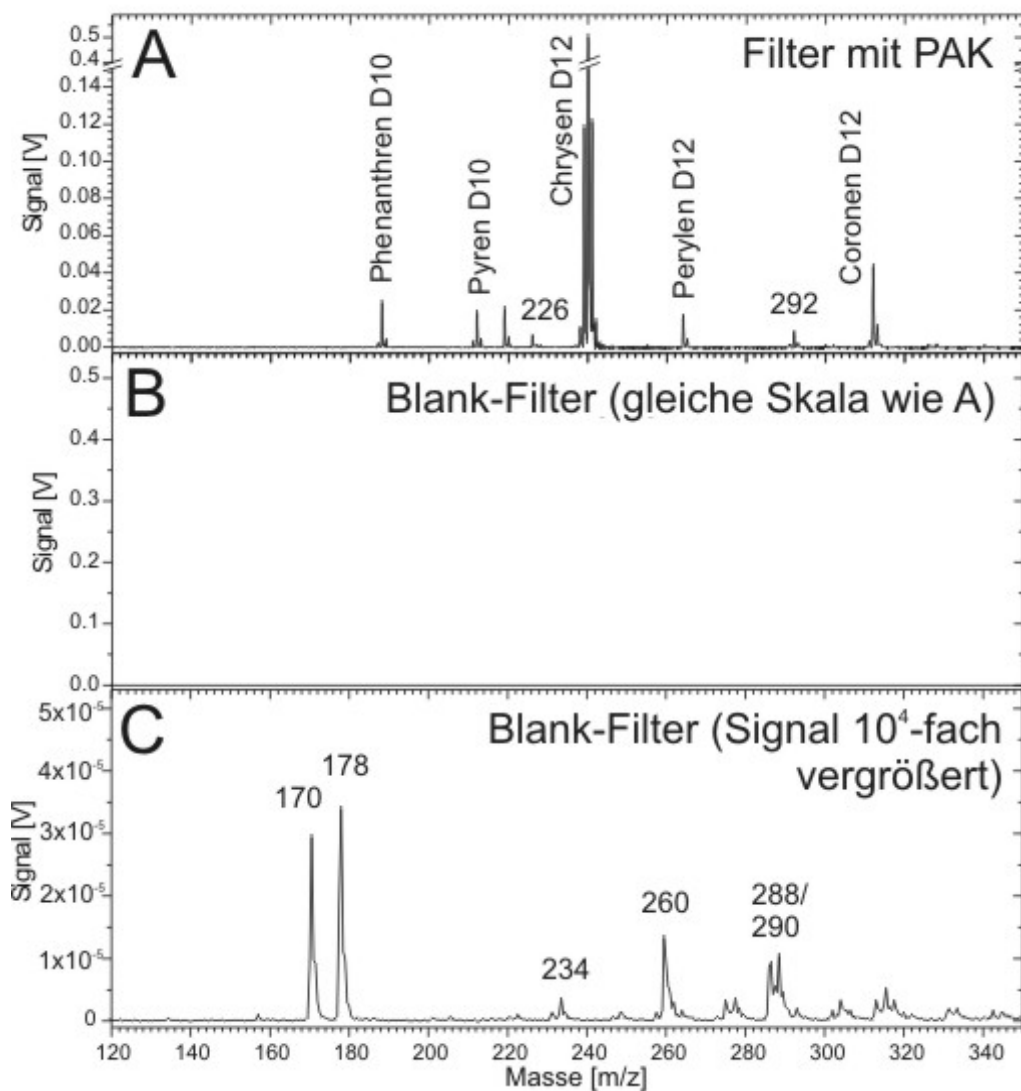 A
Filter mit PAK
Signal [V]
0.5
0.4
0.14
0.12
0.10
0.08
0.06
0.04
0.02
0.00
Phenanthren D10
Pyren D10
226
Chrysen D12
Perylen D12
292
Coronen D12
B
Blank-Filter (gleiche Skala wie A)
Signal [V]
0.5
0.4
0.3
0.2
0.1
0.0
C
Blank-Filter (Signal 10⁴-fach
vergrößert)
Signal [V]
5x10⁻⁵
4x10⁻⁵
3x10⁻⁵
2x10⁻⁵
1x10⁻⁵
0
170
178
234
260
288/
290
120 140 160 180 200 220 240 260 280 300 320 340
Masse [m/z]